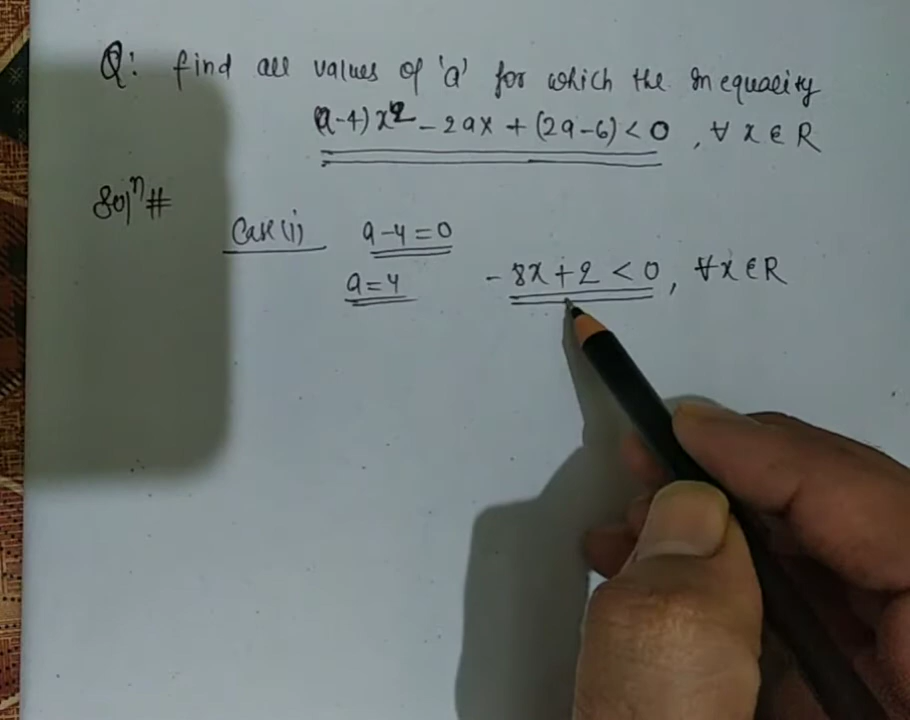 Q: find all values of 'a' for which the Inequality
(a-4)x² - 2ax + (2a-6) < 0 , ∀ x ∈ R
Solⁿ #
Case (i) a-4=0
a=4 -8x+2 < 0, ∀x∈R